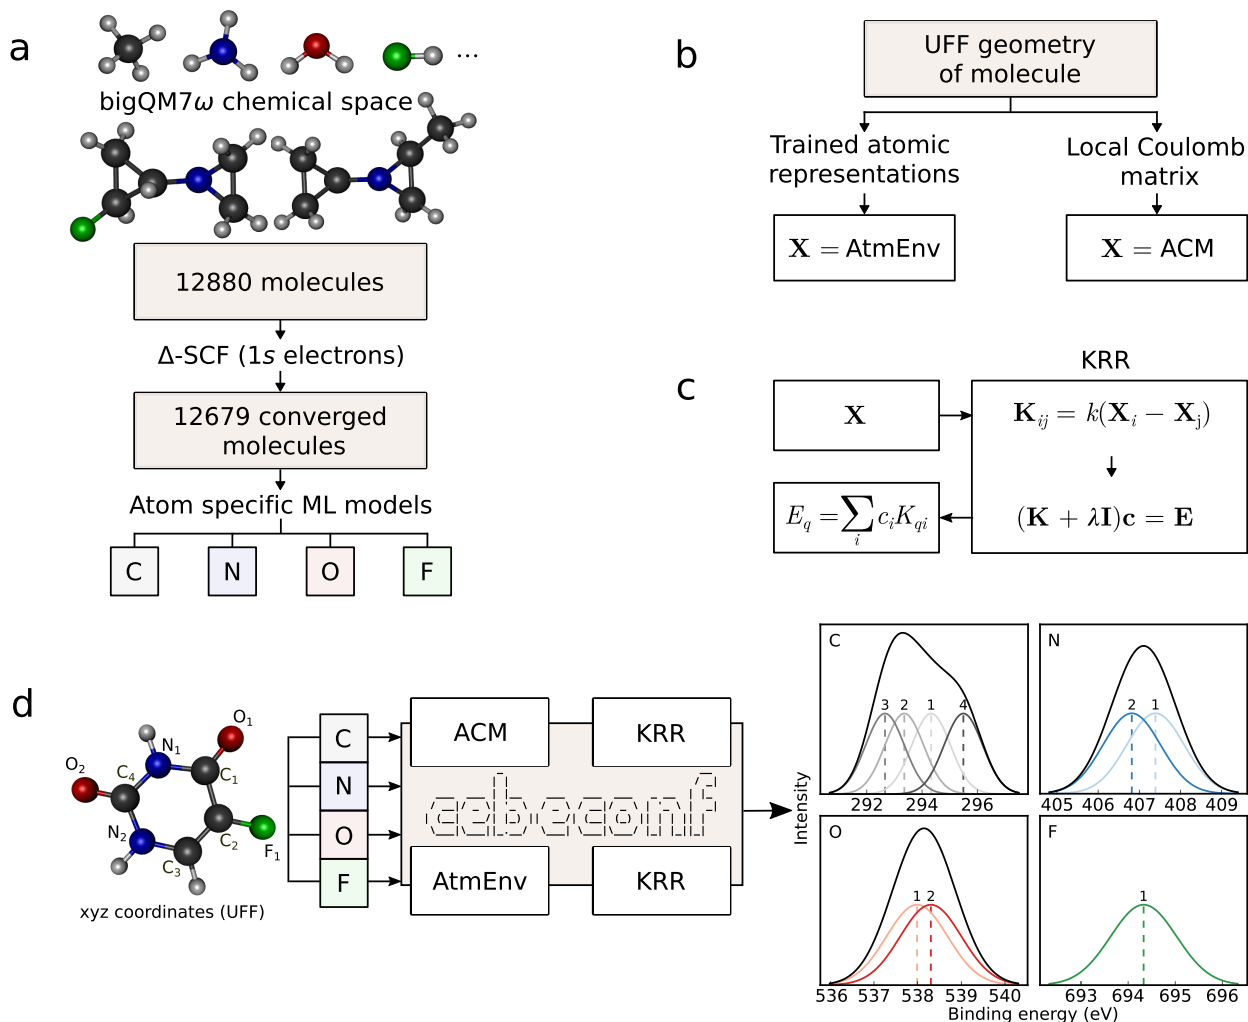 a
...
bigQM7ω chemical space
12880 molecules
Δ-SCF (1s electrons)
12679 converged
molecules
Atom specific ML models
C N O F
b
UFF geometry
of molecule
Trained atomic
representations
Local Coulomb
matrix
X = AtmEnv
X = ACM
c
KRR
X
K_ij = k(X_i − X_j)
(K + λI)c = E
E_q = ∑_i c_i K_qi
d
O₁
N₁
O₂
C₄
C₁
N₂
C₂
C₃
F₁
xyz coordinates (UFF)
C
N
O
F
ACM
KRR
cebeconf
AtmEnv
KRR
Intensity
C
3 2 1 4
292 294 296
N
2 1
405 406 407 408 409
O
1 2
536 537 538 539 540
F
1
693 694 695 696
Binding energy (eV)